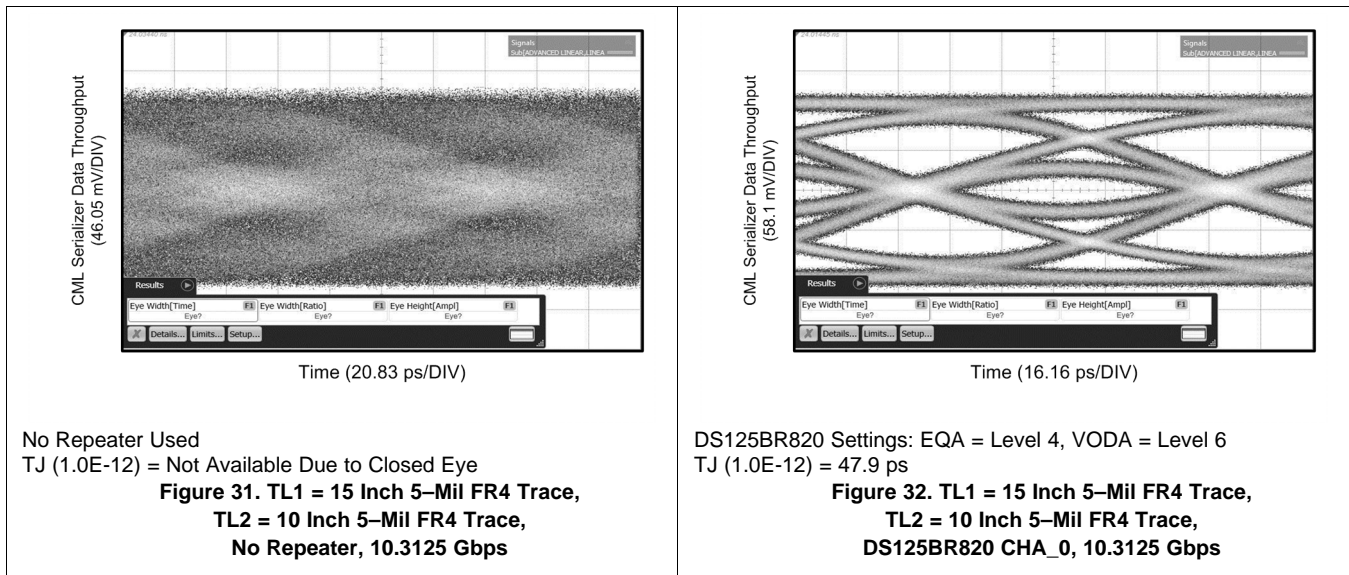 24.03440 ns
Signals
Sub[ADVANCED LINEAR,LINEA
CML Serializer Data Throughput
(46.05 mV/DIV)
Results
Eye Width[Time] F1 Eye Width[Ratio] F1 Eye Height[Ampl] F1
Eye? Eye? Eye?
X Details... Limits... Setup...
Time (20.83 ps/DIV)
No Repeater Used
TJ (1.0E-12) = Not Available Due to Closed Eye
Figure 31. TL1 = 15 Inch 5–Mil FR4 Trace,
TL2 = 10 Inch 5–Mil FR4 Trace,
No Repeater, 10.3125 Gbps
24.01445 ns
Signals
Sub[ADVANCED LINEAR,LINEA
CML Serializer Data Throughput
(58.1 mV/DIV)
Results
Eye Width[Time] F1 Eye Width[Ratio] F1 Eye Height[Ampl] F1
Eye? Eye? Eye?
X Details... Limits... Setup...
Time (16.16 ps/DIV)
DS125BR820 Settings: EQA = Level 4, VODA = Level 6
TJ (1.0E-12) = 47.9 ps
Figure 32. TL1 = 15 Inch 5–Mil FR4 Trace,
TL2 = 10 Inch 5–Mil FR4 Trace,
DS125BR820 CHA_0, 10.3125 Gbps